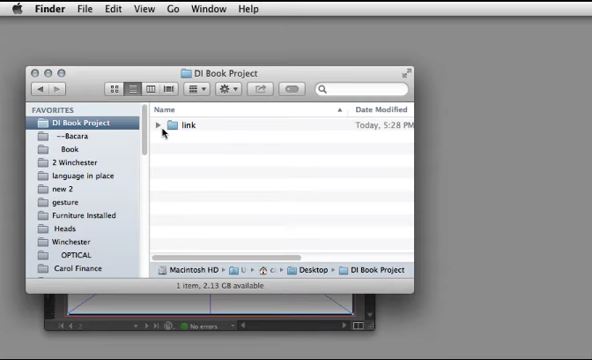 Finder File Edit View Go Window Help
DI Book Project
FAVORITES
Name Date Modified
DI Book Project
link Today, 5:28 PM
--Bacara
Book
2 Winchester
language in place
new 2
gesture
Furniture Installed
Heads
Winchester
OPTICAL
Carol Finance
Macintosh HD U c Desktop DI Book Project
1 item, 2.13 GB available
2 No errors